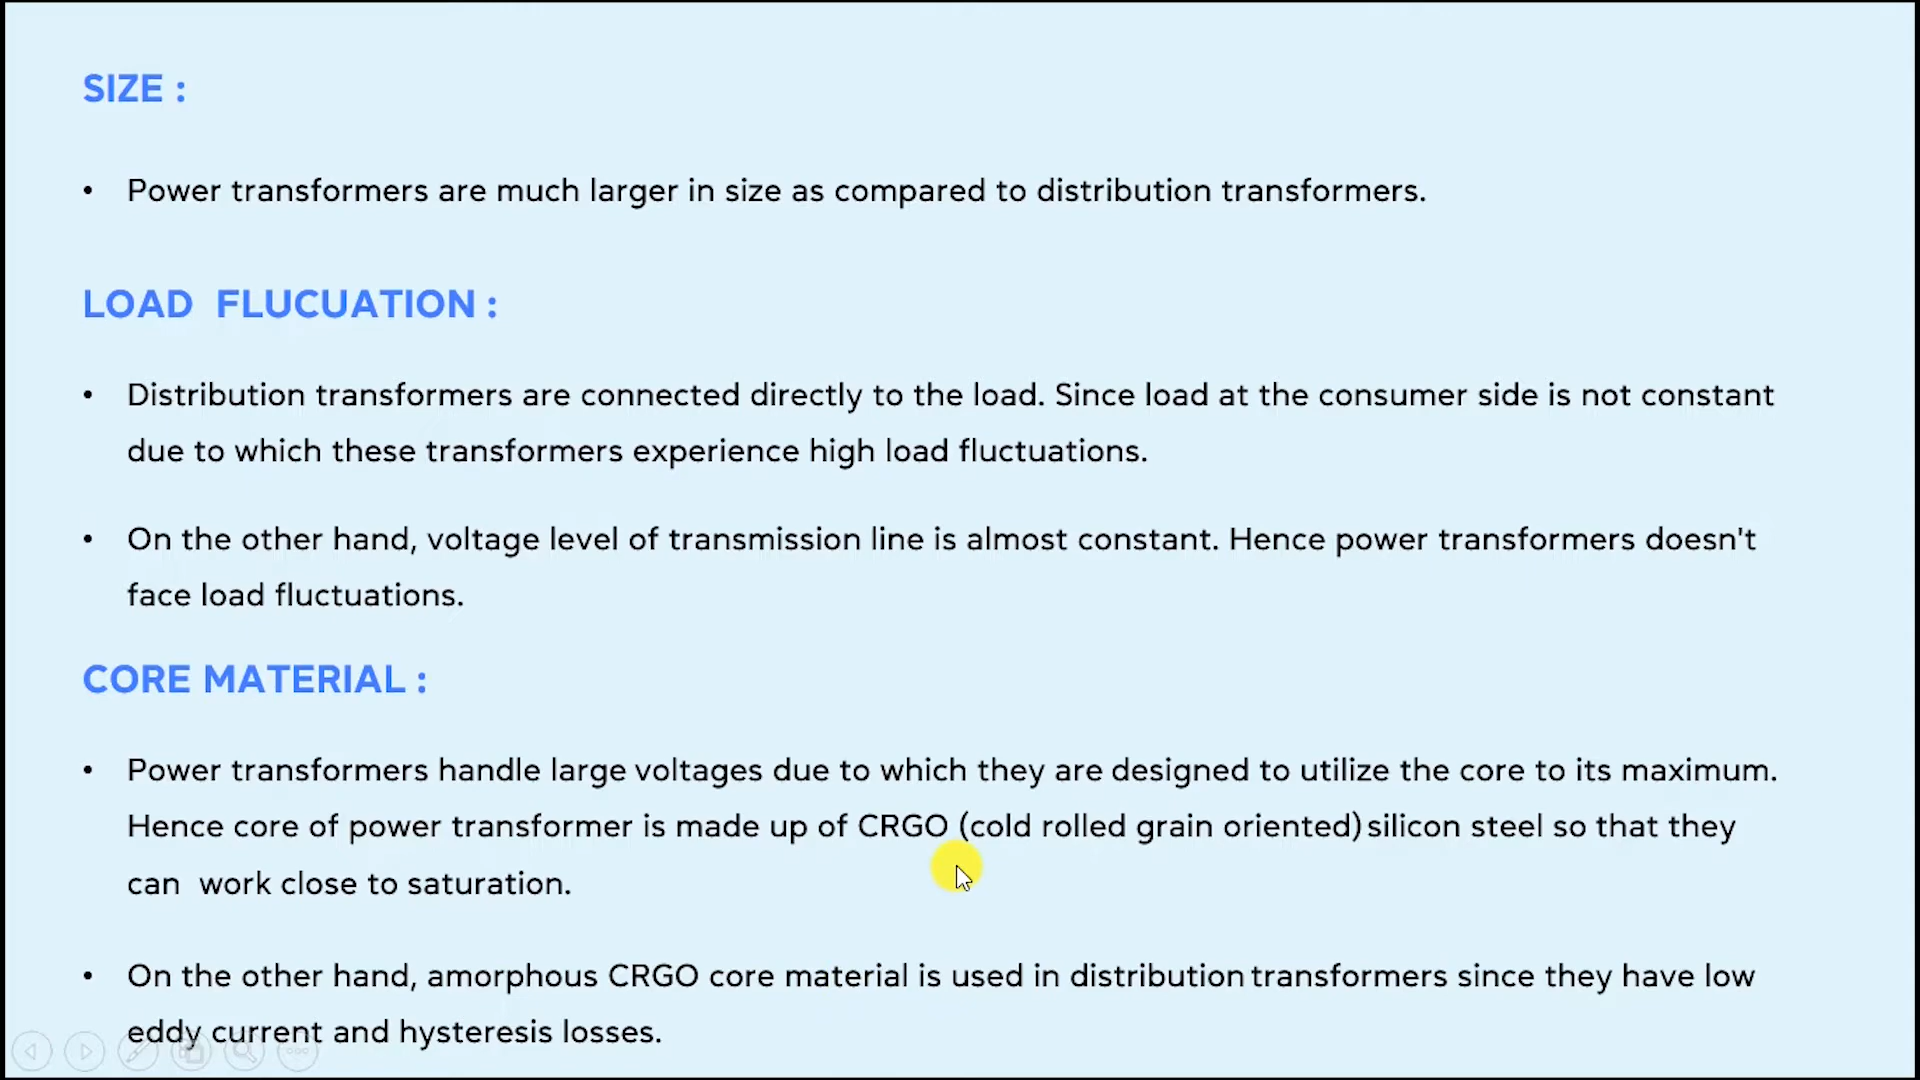 SIZE :
• Power transformers are much larger in size as compared to distribution transformers.
LOAD FLUCUATION :
• Distribution transformers are connected directly to the load. Since load at the consumer side is not constant
due to which these transformers experience high load fluctuations.
• On the other hand, voltage level of transmission line is almost constant. Hence power transformers doesn't
face load fluctuations.
CORE MATERIAL :
• Power transformers handle large voltages due to which they are designed to utilize the core to its maximum.
Hence core of power transformer is made up of CRGO (cold rolled grain oriented) silicon steel so that they
can work close to saturation.
• On the other hand, amorphous CRGO core material is used in distribution transformers since they have low
eddy current and hysteresis losses.